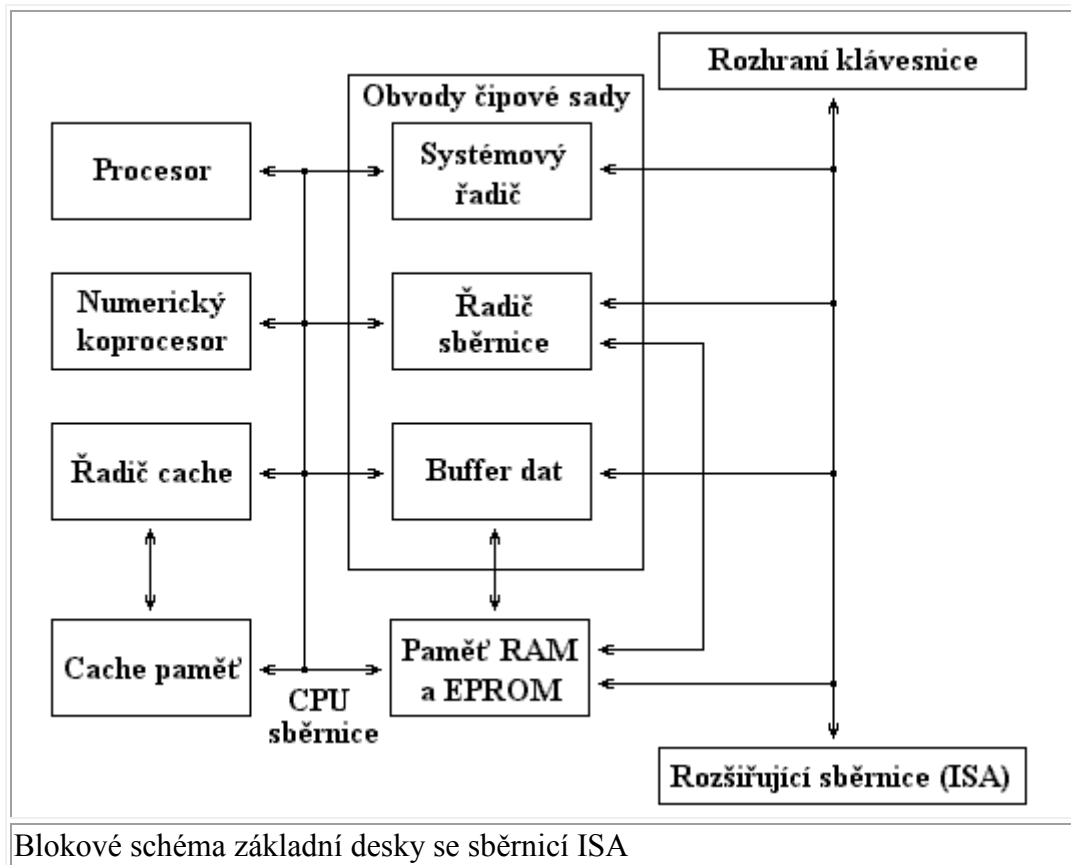 Rozhraní klávesnice
Obvody čipové sady
Procesor
Systémový
řadič
Numerický
koprocesor
Řadič
sběrnice
Řadič cache
Buffer dat
Cache paměť
Paměť RAM
a EPROM
CPU
sběrnice
Rozšiřující sběrnice (ISA)
Blokové schéma základní desky se sběrnicí ISA